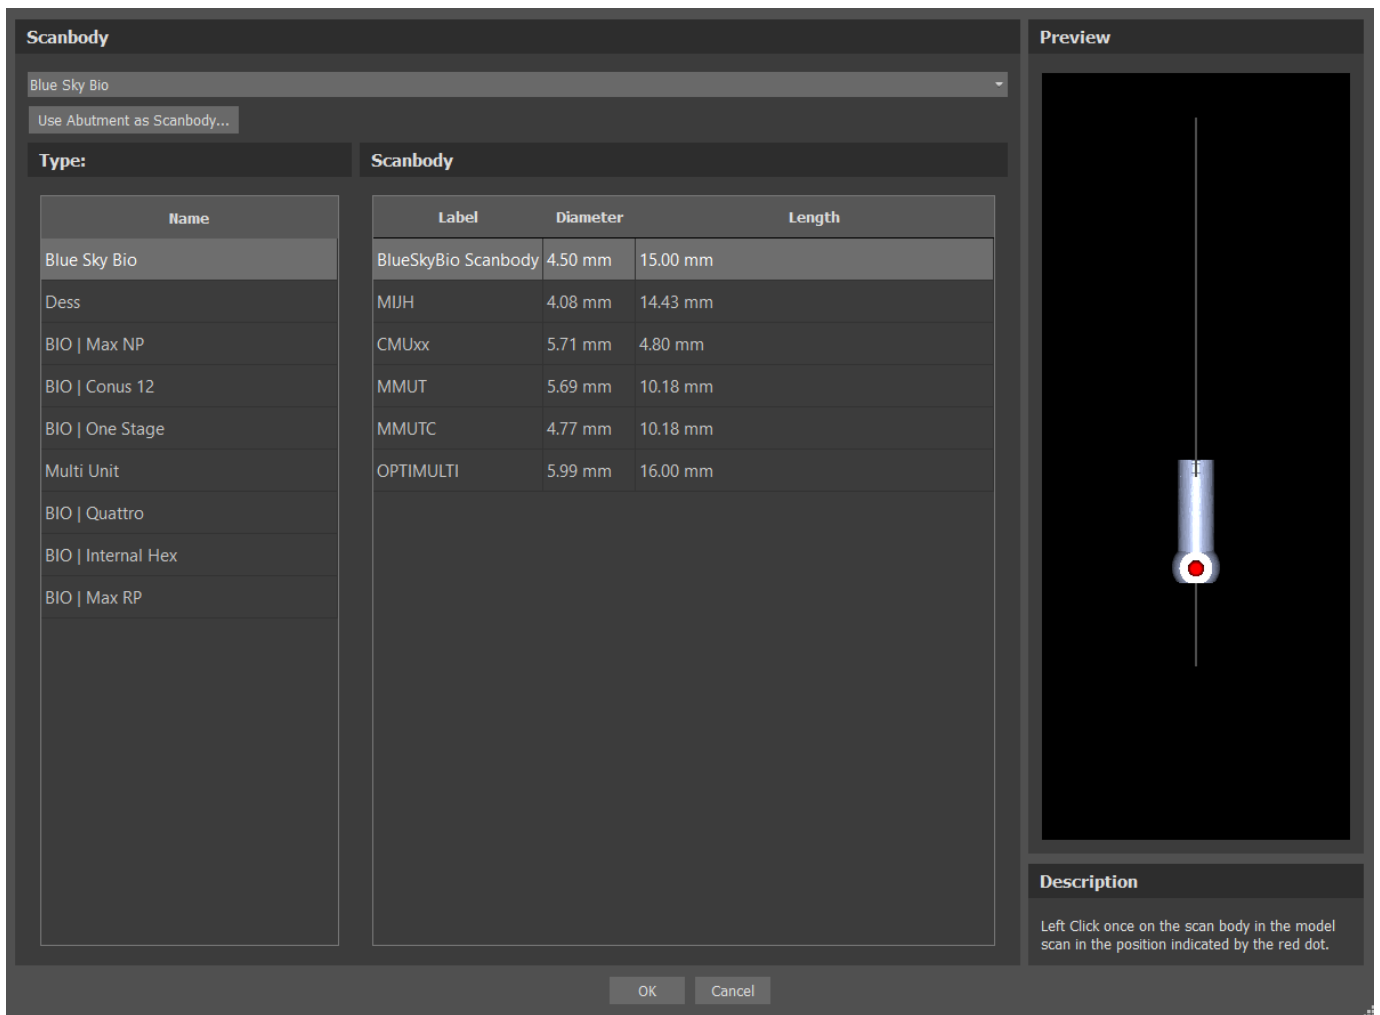 Scanbody
Preview
Blue Sky Bio
Use Abutment as Scanbody...
Type:
Scanbody
Name
Label Diameter Length
Blue Sky Bio
Dess
BIO | Max NP
BIO | Conus 12
BIO | One Stage
Multi Unit
BIO | Quattro
BIO | Internal Hex
BIO | Max RP
BlueSkyBio Scanbody 4.50 mm 15.00 mm
MIJH 4.08 mm 14.43 mm
CMUxx 5.71 mm 4.80 mm
MMUT 5.69 mm 10.18 mm
MMUTC 4.77 mm 10.18 mm
OPTIMULTI 5.99 mm 16.00 mm
Description
Left Click once on the scan body in the model
scan in the position indicated by the red dot.
OK Cancel